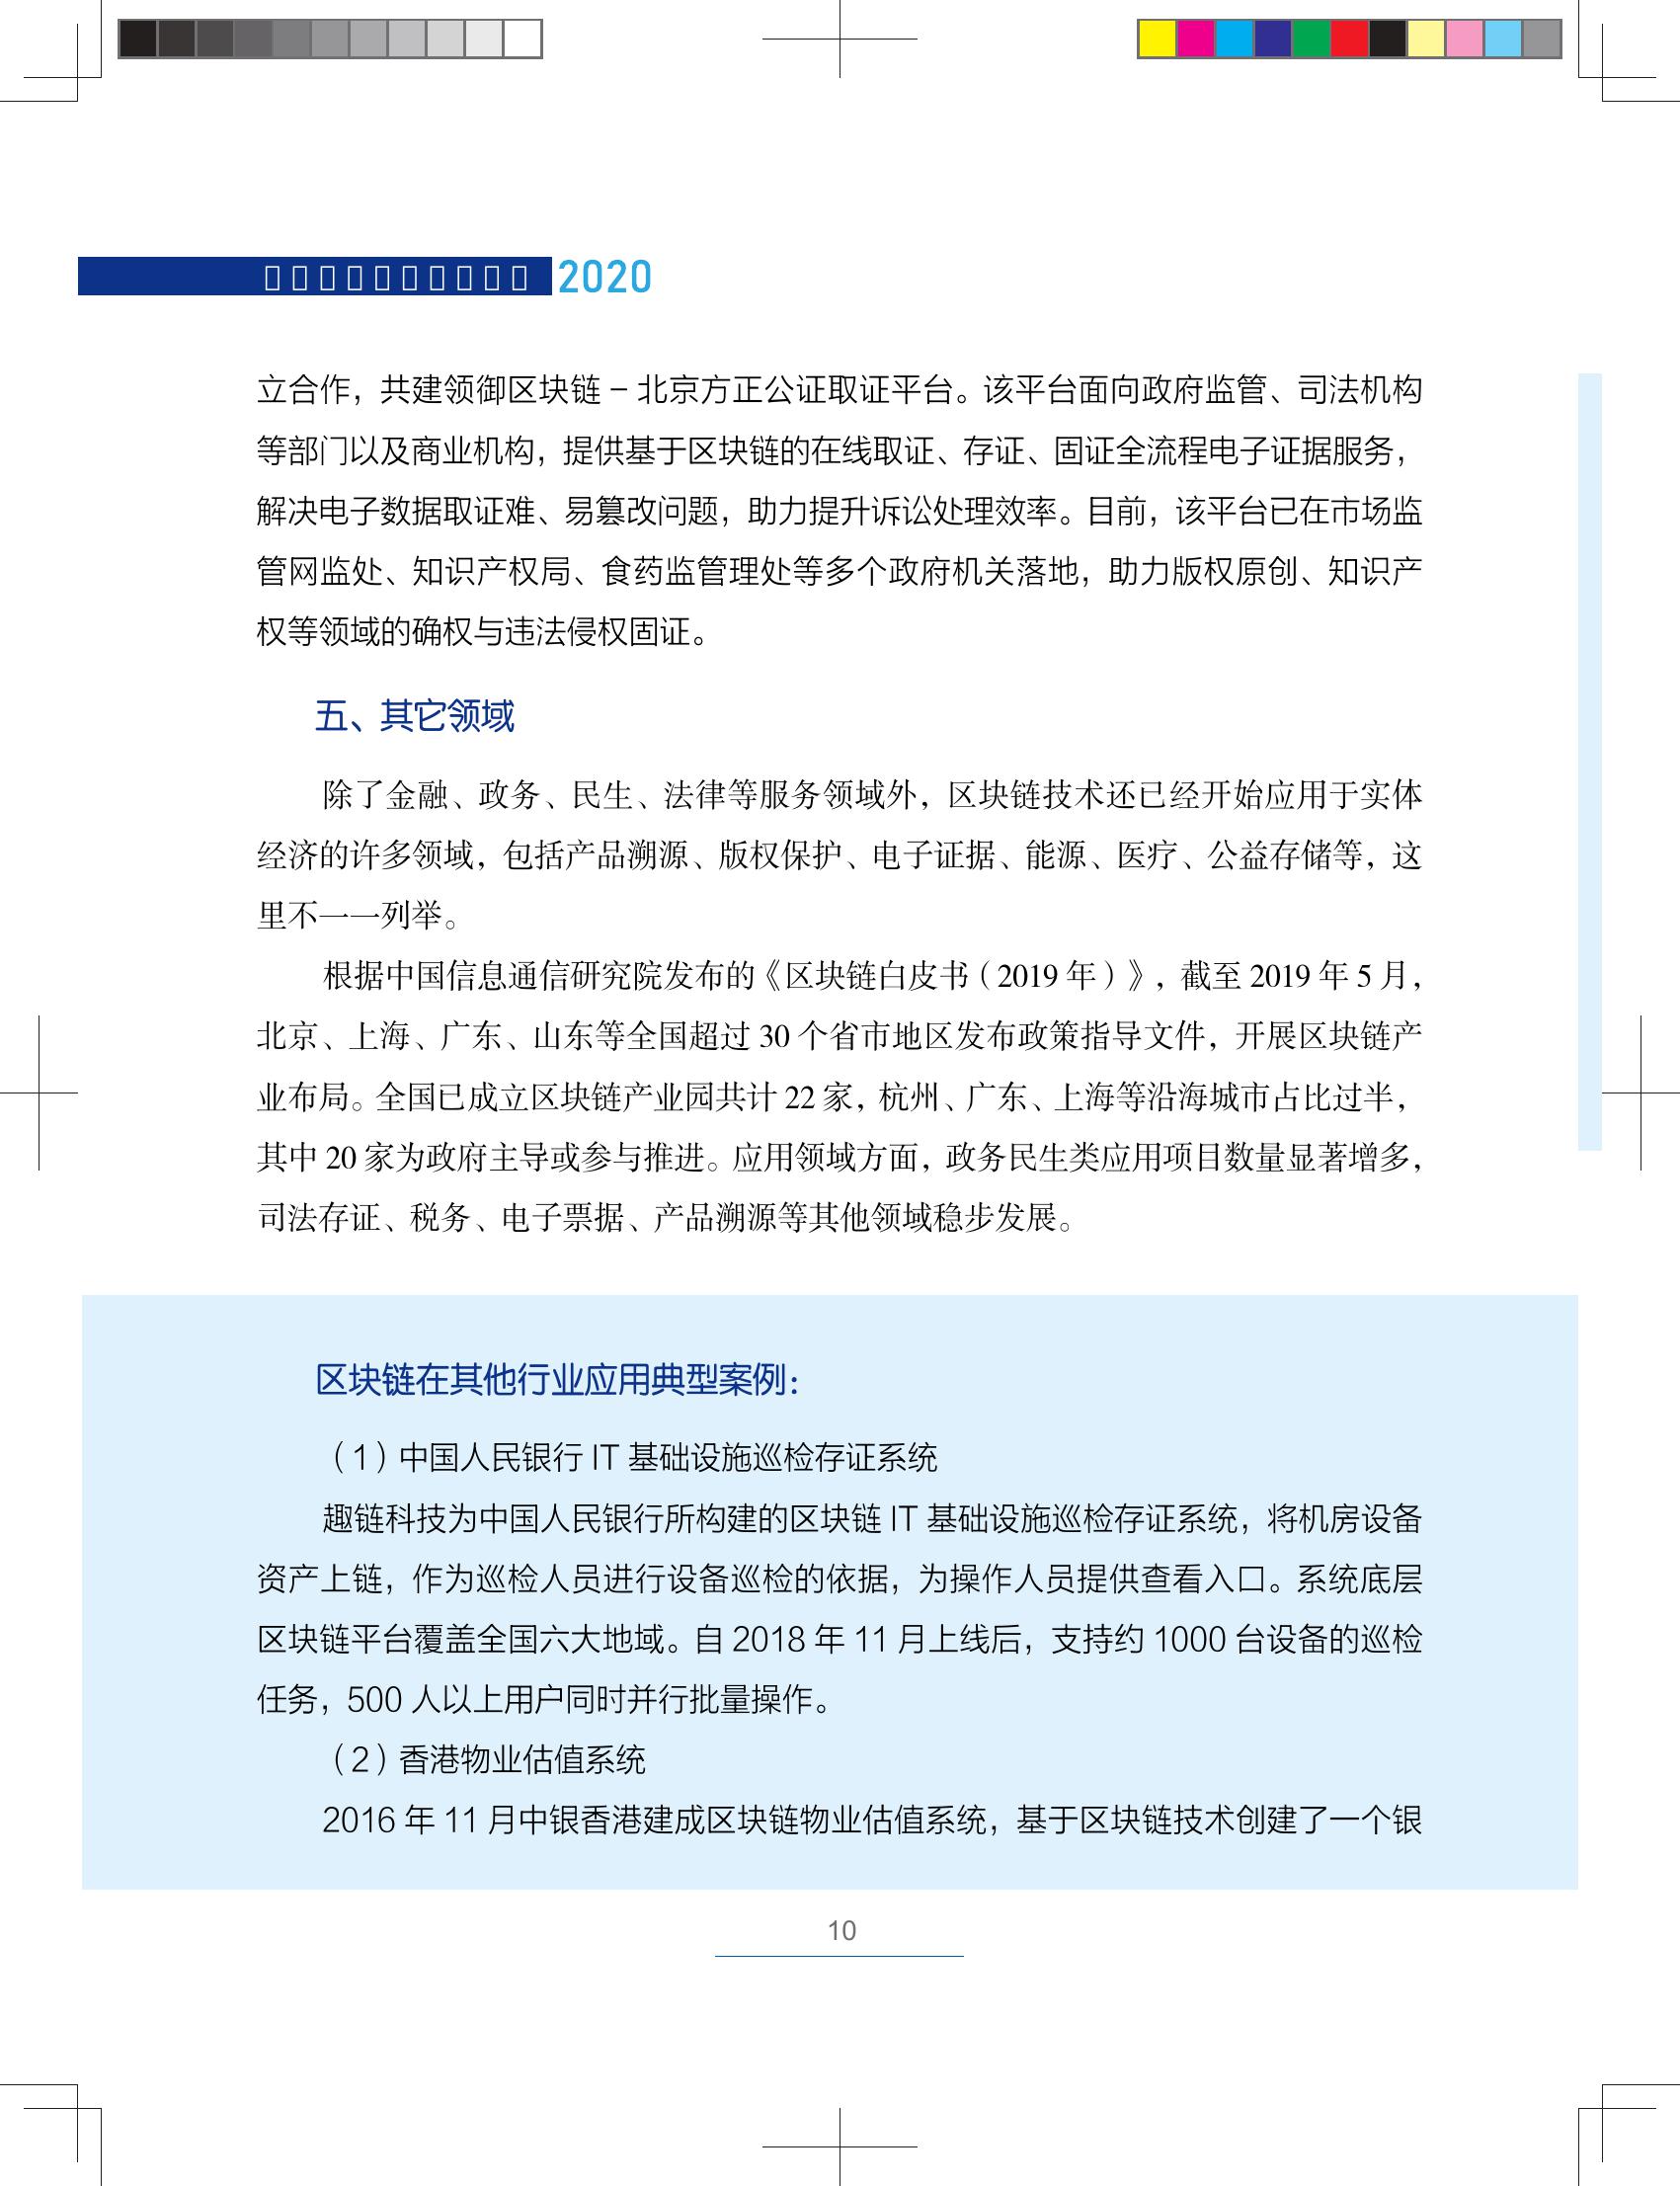 2020
立合作，共建领御区块链 – 北京方正公证取证平台。该平台面向政府监管、司法机构
等部门以及商业机构，提供基于区块链的在线取证、存证、固证全流程电子证据服务，
解决电子数据取证难、易篡改问题，助力提升诉讼处理效率。目前，该平台已在市场监
管网监处、知识产权局、食药监管理处等多个政府机关落地，助力版权原创、知识产
权等领域的确权与违法侵权固证。
五、其它领域
除了金融、政务、民生、法律等服务领域外，区块链技术还已经开始应用于实体
经济的许多领域，包括产品溯源、版权保护、电子证据、能源、医疗、公益存储等，这
里不一一列举。
根据中国信息通信研究院发布的《区块链白皮书（2019 年）》，截至 2019 年 5 月，
北京、上海、广东、山东等全国超过 30 个省市地区发布政策指导文件，开展区块链产
业布局。全国已成立区块链产业园共计 22 家，杭州、广东、上海等沿海城市占比过半，
其中 20 家为政府主导或参与推进。应用领域方面，政务民生类应用项目数量显著增多，
司法存证、税务、电子票据、产品溯源等其他领域稳步发展。
区块链在其他行业应用典型案例：
（1）中国人民银行 IT 基础设施巡检存证系统
趣链科技为中国人民银行所构建的区块链 IT 基础设施巡检存证系统，将机房设备
资产上链，作为巡检人员进行设备巡检的依据，为操作人员提供查看入口。系统底层
区块链平台覆盖全国六大地域。自 2018 年 11 月上线后，支持约 1000 台设备的巡检
任务，500 人以上用户同时并行批量操作。
（2）香港物业估值系统
2016 年 11 月中银香港建成区块链物业估值系统，基于区块链技术创建了一个银
10